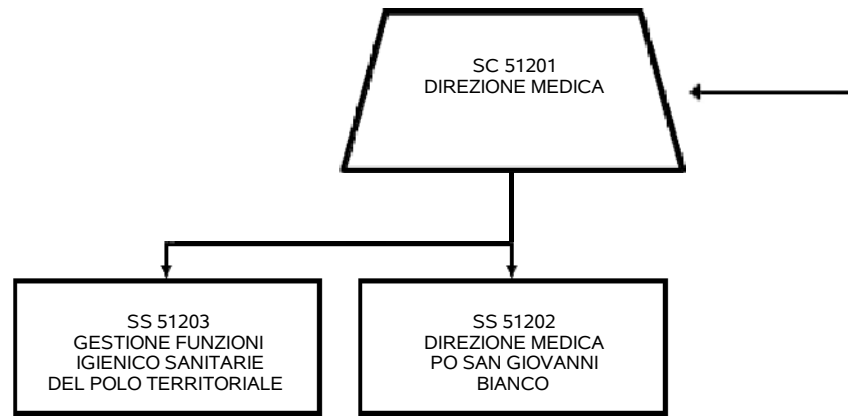 SC 51201
DIREZIONE MEDICA
SS 51203
GESTIONE FUNZIONI
IGIENICO SANITARIE
DEL POLO TERRITORIALE
SS 51202
DIREZIONE MEDICA
PO SAN GIOVANNI
BIANCO